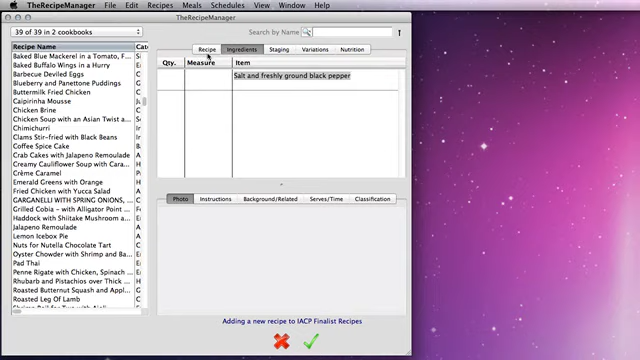 TheRecipeManager File Edit Recipes Meals Schedules View Window Help
TheRecipeManager
39 of 39 in 2 cookbooks
Search by Name
Recipe Ingredients Staging Variations Nutrition
Recipe Name
Qty. Measure Item
Salt and freshly ground black pepper
Baked Blue Mackerel in a Tomato, F...
Baked Buffalo Wings in a Hurry
Barbecue Deviled Eggs
Blueberry and Panettone Puddings
Buttermilk Fried Chicken
Caipirinha Mousse
Chicken Brine
Chicken Soup with an Asian Twist a...
Chimichurri
Clams Stir-fried with Black Beans
Coffee Spice Cake
Crab Cakes with Jalapeno Remoulade
Creamy Cauliflower Soup with Cara...
Crème Caramel
Emerald Greens with Orange
Fried Chicken with Yucca Salad
GARGANELLI WITH SPRING ONIONS, ...
Grilled Cobia - with Alligator Point ...
Haddock with Shiitake Mushroom ...
Jalapeno Remoulade
Lemon Icebox Pie
Nuts for Nutella Chocolate Tart
Oyster Chowder with Shrimp and Ba...
Pad Thai
Penne Rigate with Chicken, Spinach ...
Rhubarb and Pistachios over Thick ...
Roasted Butternut Squash and Appl...
Roasted Leg Of Lamb
Photo Instructions Background/Related Serves/Time Classification
Adding a new recipe to IACP Finalist Recipes